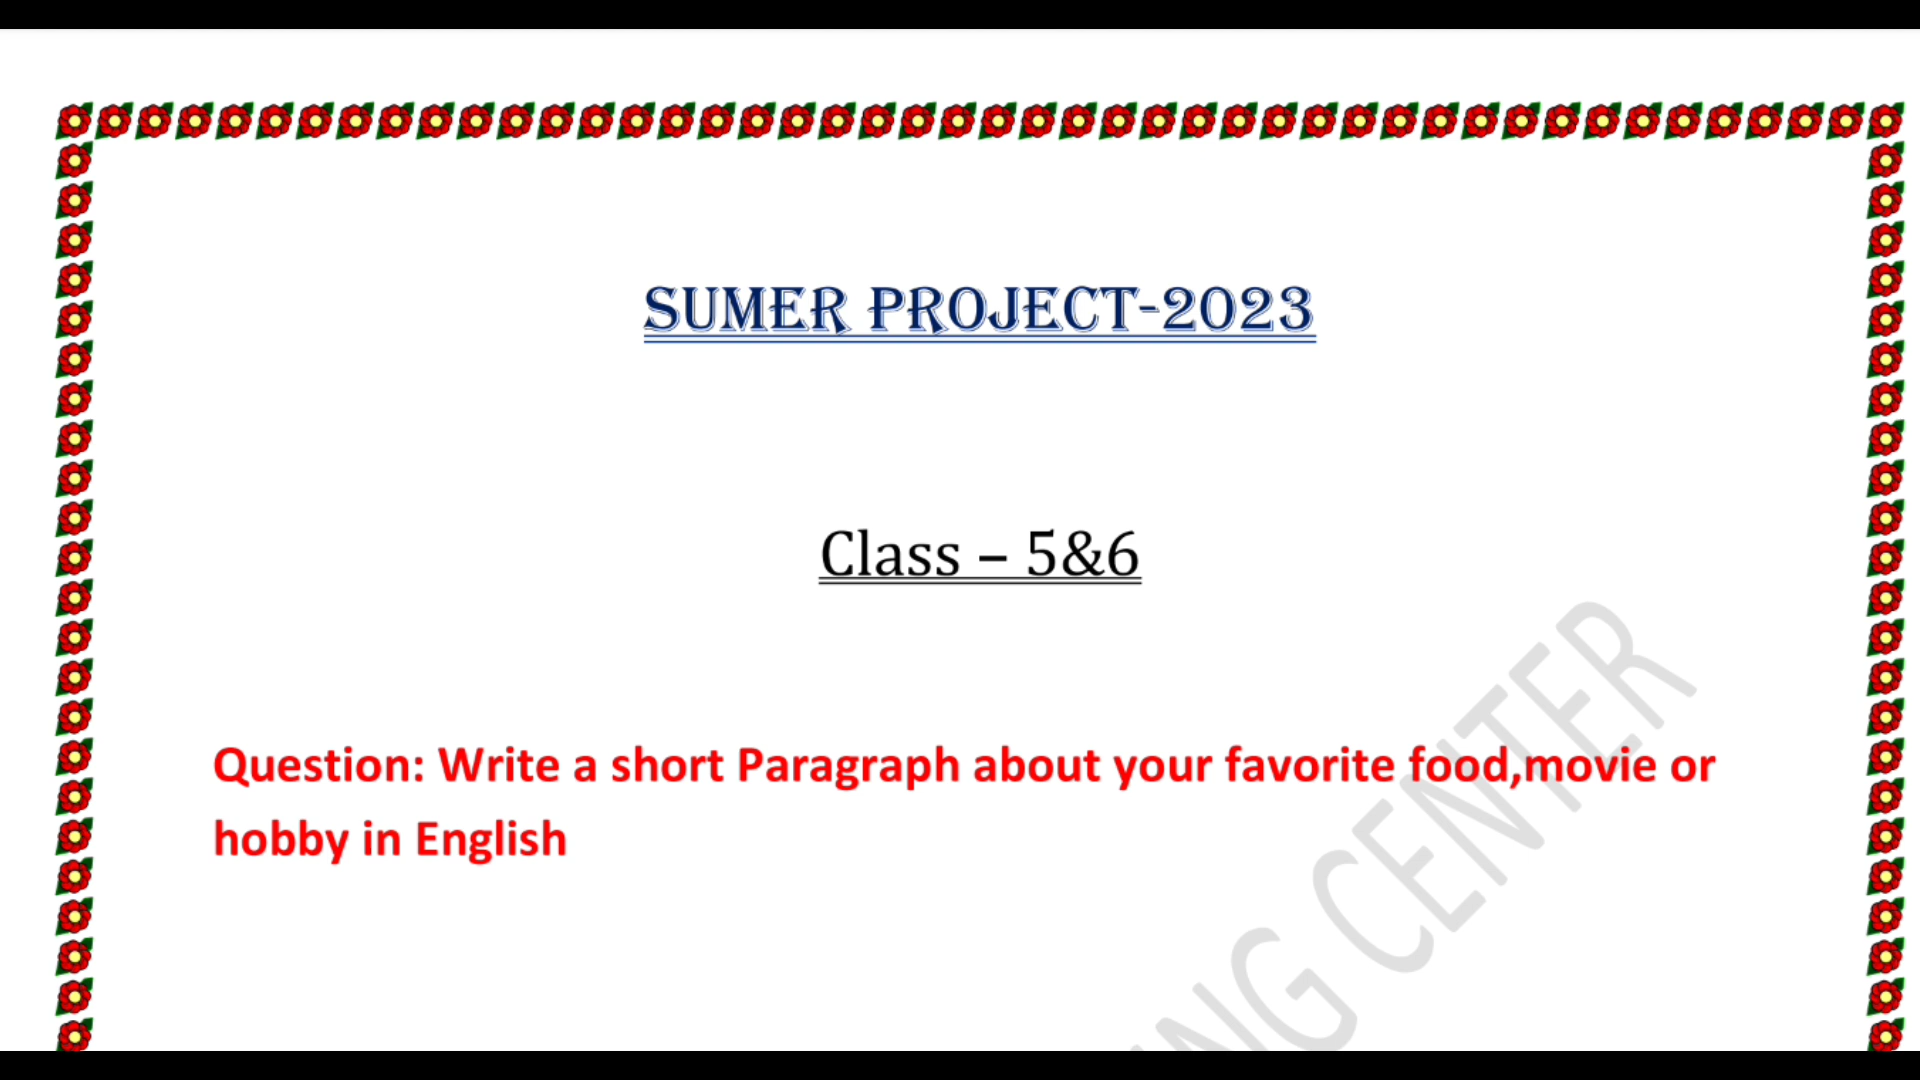 SUMER PROJECT-2023
Class – 5&6
Question: Write a short Paragraph about your favorite food,movie or
hobby in English
CENTER